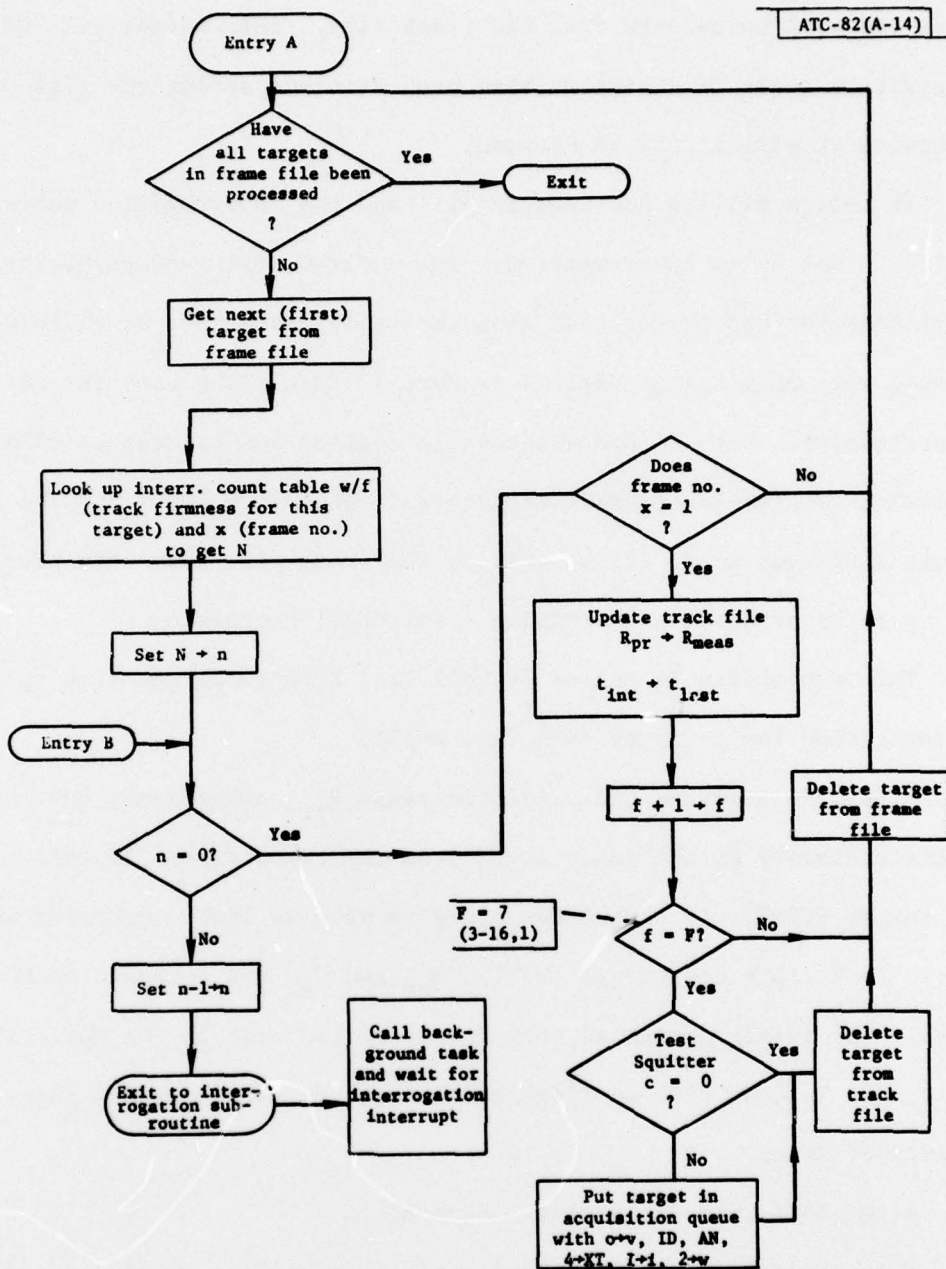 ATC-82(A-14)
Entry A
Have
all targets
in frame file been
processed
?
Yes
Exit
No
Get next (first)
target from
frame file
Look up interr. count table w/f
(track firmness for this
target) and x (frame no.)
to get N
Set N → n
Entry B
n = 0?
Yes
No
Set n-1→n
Exit to inter-
rogation sub-
routine
Call back-
ground task
and wait for
interrogation
interrupt
Does
frame no.
x = 1
?
No
Yes
Update track file
R_pr → R_meas
t_int → t_last
f + 1 → f
F = 7
(3-16,1)
f = F?
No
Yes
Test
Squitter
c = 0
?
Yes
No
Put target in
acquisition queue
with o→v, ID, AN,
4→XT, I→i, 2→w
Delete
target
from
track
file
Delete target
from frame
file